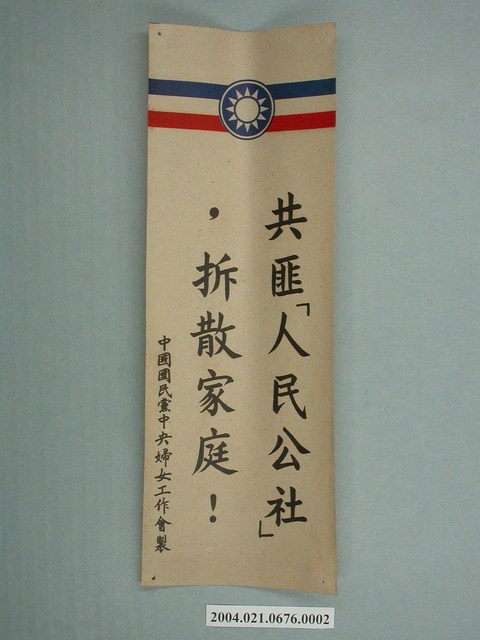 共匪「人民公社」
，拆散家庭！
中國國民黨中央婦女工作會製
2004.021.0676.0002